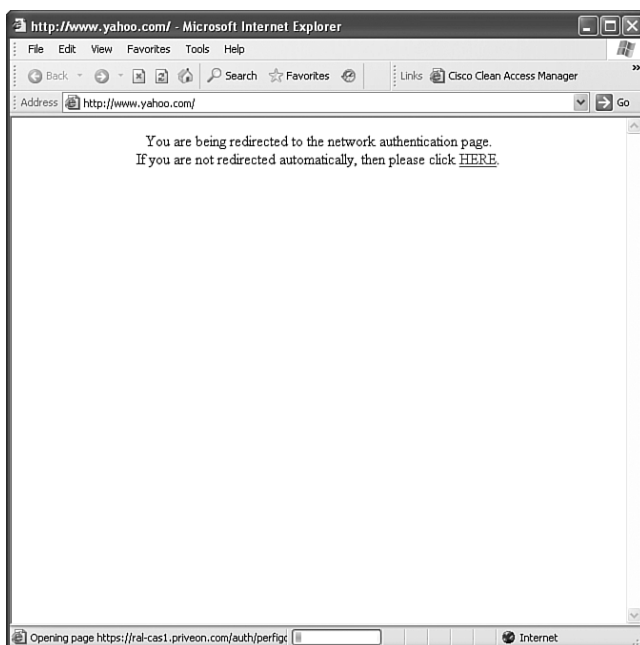 http://www.yahoo.com/ - Microsoft Internet Explorer
File Edit View Favorites Tools Help
Back Search Favorites Links Cisco Clean Access Manager
Address http://www.yahoo.com/ Go
You are being redirected to the network authentication page.
If you are not redirected automatically, then please click HERE.
Opening page https://ral-cas1.priveon.com/auth/perfigo Internet